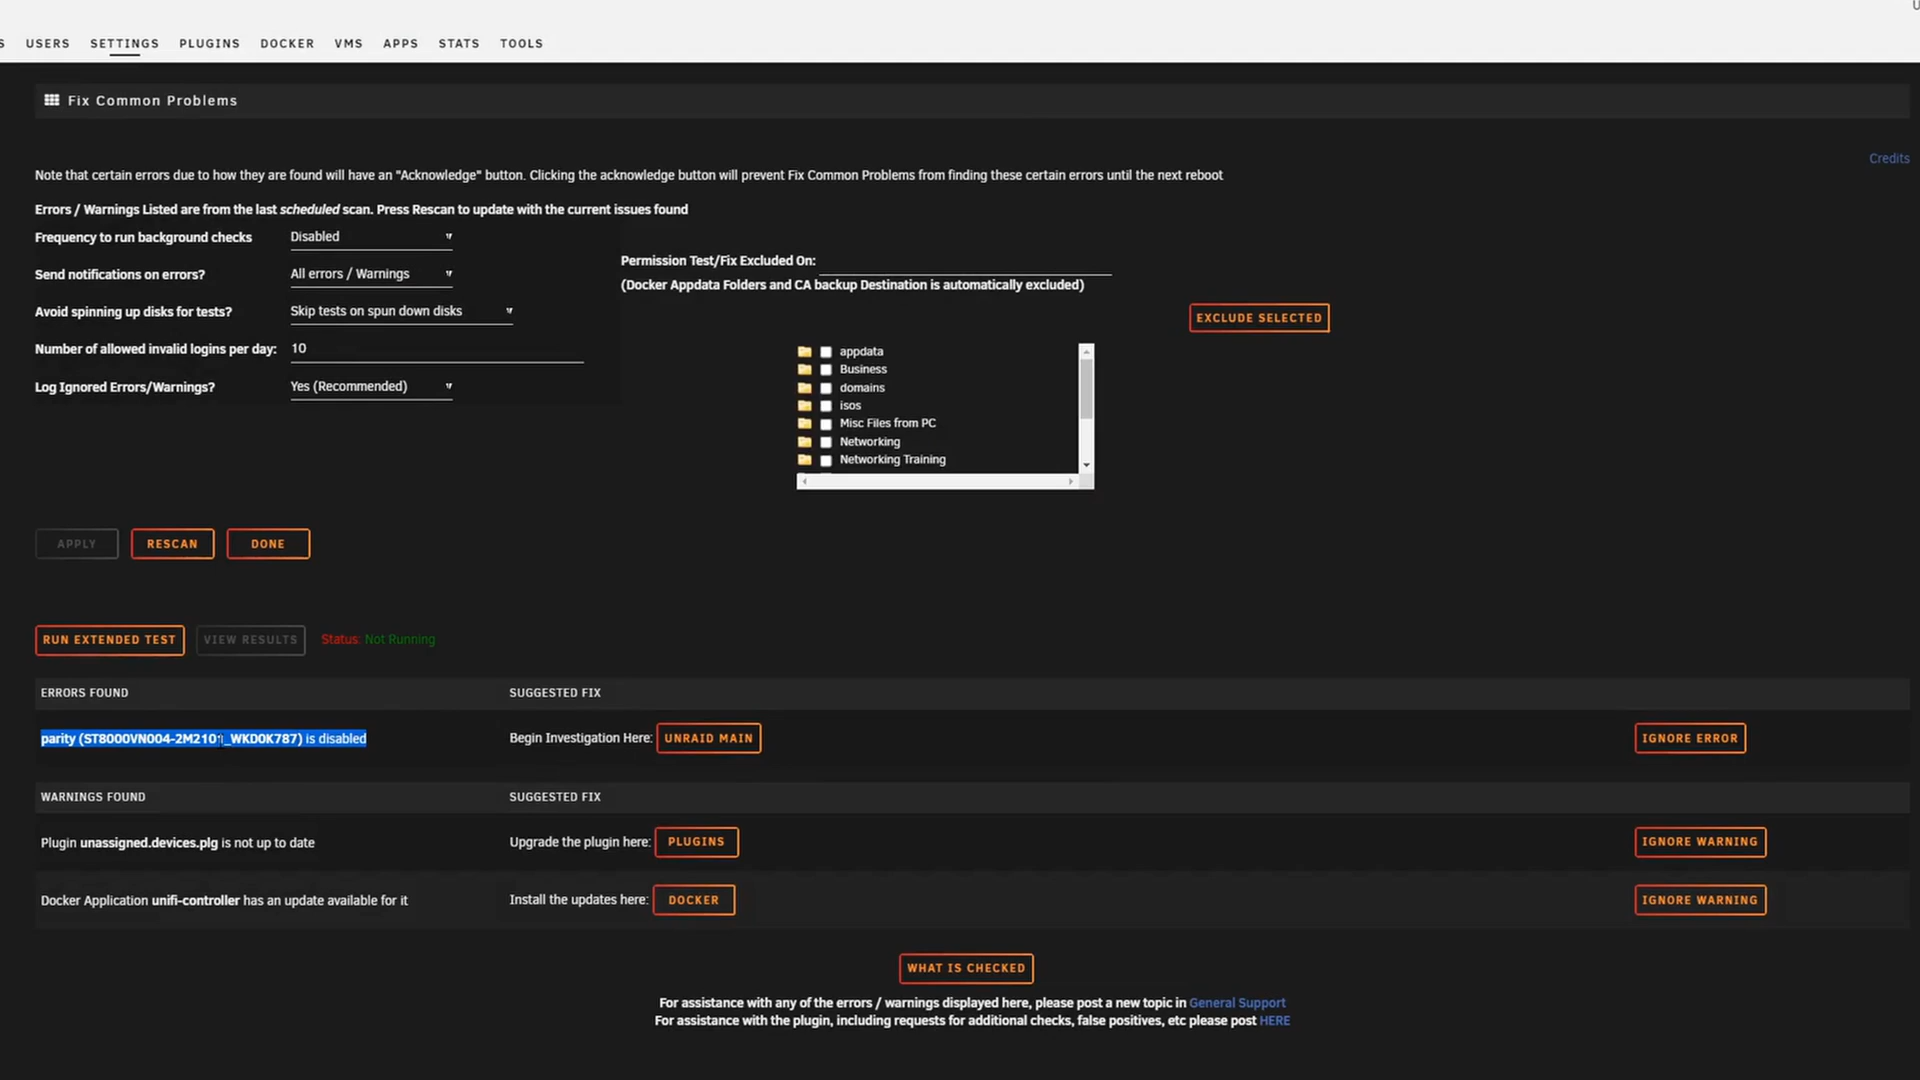 S USERS SETTINGS PLUGINS DOCKER VMS APPS STATS TOOLS
Fix Common Problems
Credits
Note that certain errors due to how they are found will have an "Acknowledge" button. Clicking the acknowledge button will prevent Fix Common Problems from finding these certain errors until the next reboot
Errors / Warnings Listed are from the last scheduled scan. Press Rescan to update with the current issues found
Frequency to run background checks Disabled
Send notifications on errors? All errors / Warnings
Avoid spinning up disks for tests? Skip tests on spun down disks
Number of allowed invalid logins per day: 10
Log Ignored Errors/Warnings? Yes (Recommended)
Permission Test/Fix Excluded On:
(Docker Appdata Folders and CA backup Destination is automatically excluded)
EXCLUDE SELECTED
appdata
Business
domains
isos
Misc Files from PC
Networking
Networking Training
APPLY RESCAN DONE
RUN EXTENDED TEST VIEW RESULTS Status: Not Running
ERRORS FOUND SUGGESTED FIX
parity (ST8000VN004-2M2101_WKD0K787) is disabled Begin Investigation Here: UNRAID MAIN IGNORE ERROR
WARNINGS FOUND SUGGESTED FIX
Plugin unassigned.devices.plg is not up to date Upgrade the plugin here: PLUGINS IGNORE WARNING
Docker Application unifi-controller has an update available for it Install the updates here: DOCKER IGNORE WARNING
WHAT IS CHECKED
For assistance with any of the errors / warnings displayed here, please post a new topic in General Support
For assistance with the plugin, including requests for additional checks, false positives, etc please post HERE